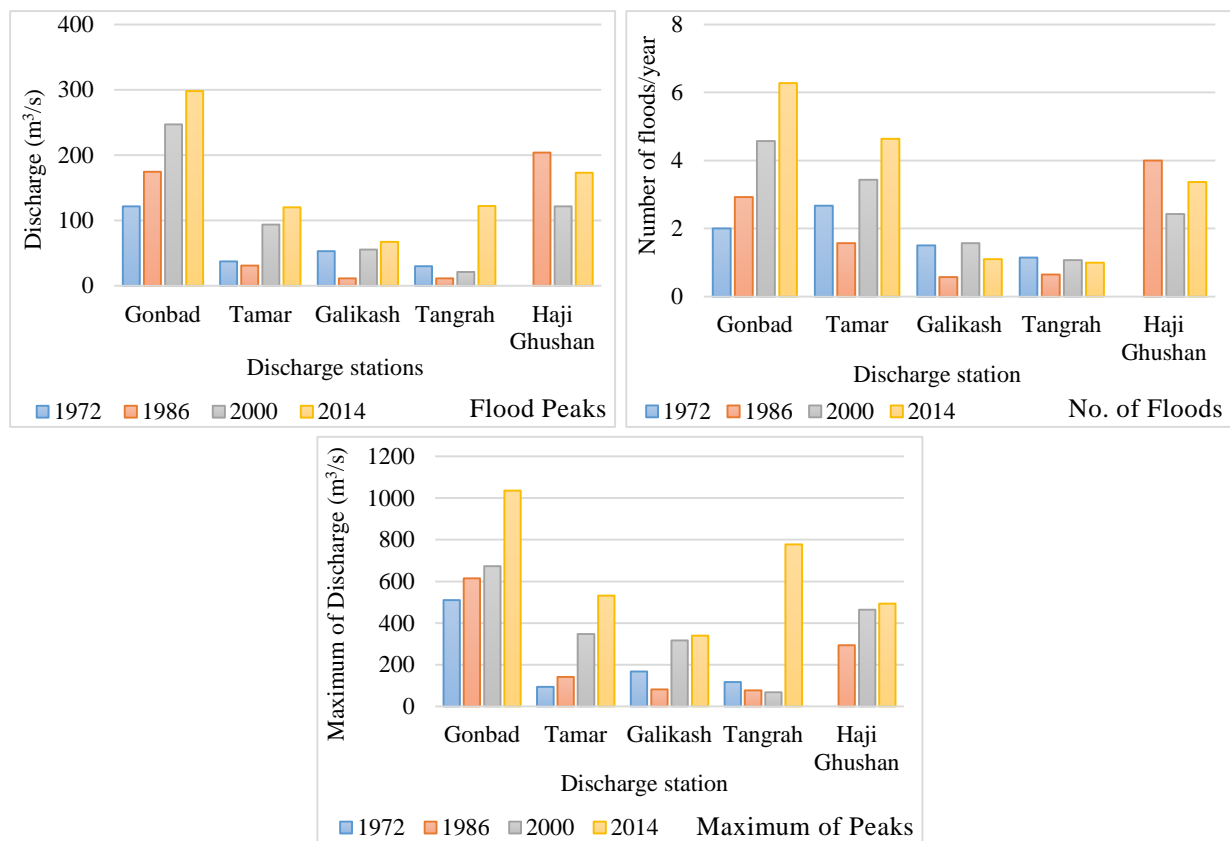 Discharge (m³/s)
400
300
200
100
0
Gonbad Tamar Galikash Tangrah Haji
Ghushan
Discharge stations
1972 1986 2000 2014 Flood Peaks
Number of floods/year
8
6
4
2
0
Gonbad Tamar Galikash Tangrah Haji
Ghushan
Discharge station
1972 1986 2000 2014 No. of Floods
Maximum of Discharge (m³/s)
1200
1000
800
600
400
200
0
Gonbad Tamar Galikash Tangrah Haji
Ghushan
Discharge station
1972 1986 2000 2014 Maximum of Peaks